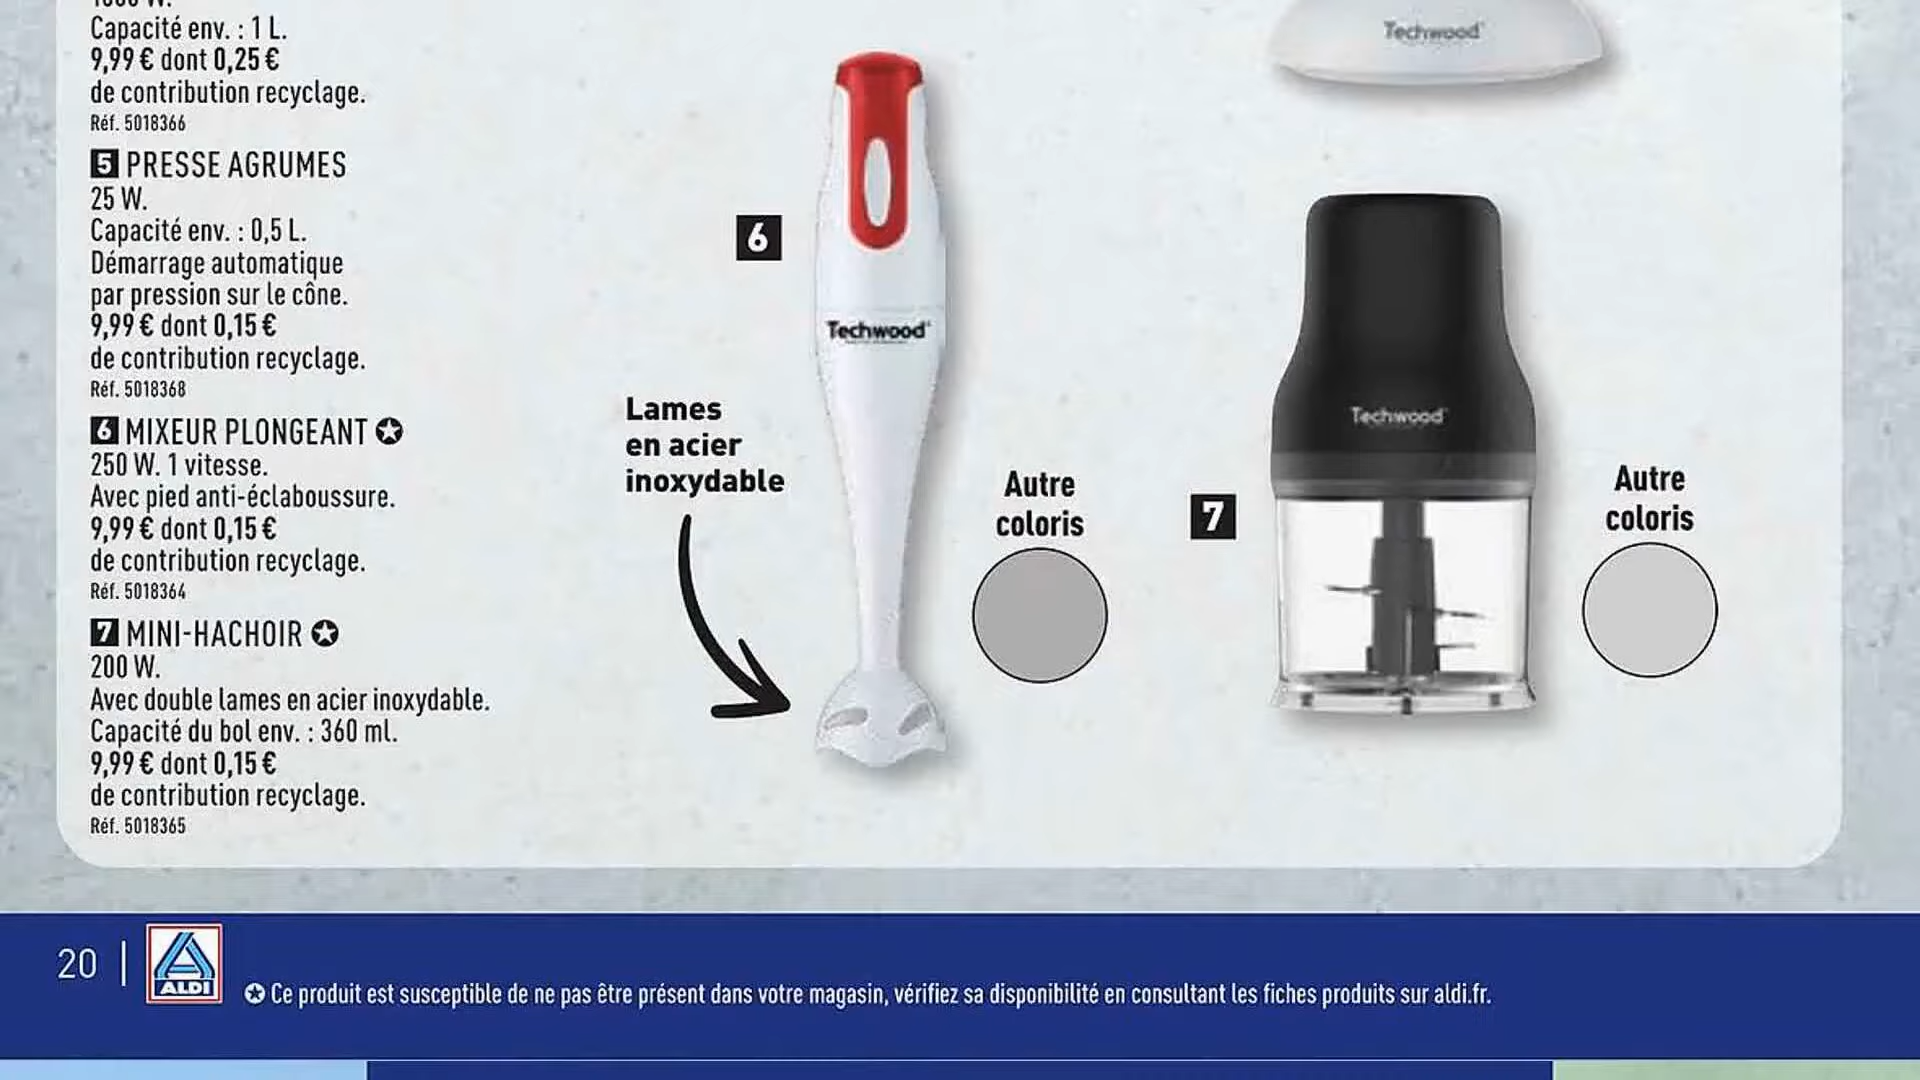 Capacité env. : 1 L.
9,99 € dont 0,25 €
de contribution recyclage.
Réf. 5018366
5 PRESSE AGRUMES
25 W.
Capacité env. : 0,5 L.
Démarrage automatique
par pression sur le cône.
9,99 € dont 0,15 €
de contribution recyclage.
Réf. 5018368
6 MIXEUR PLONGEANT
250 W. 1 vitesse.
Avec pied anti-éclaboussure.
9,99 € dont 0,15 €
de contribution recyclage.
Réf. 5018364
7 MINI-HACHOIR
200 W.
Avec double lames en acier inoxydable.
Capacité du bol env. : 360 ml.
9,99 € dont 0,15 €
de contribution recyclage.
Réf. 5018365
Techwood
6
Techwood
Lames
en acier
inoxydable
Autre
coloris
7
Techwood
Autre
coloris
20 |
ALDI
Ce produit est susceptible de ne pas être présent dans votre magasin, vérifiez sa disponibilité en consultant les fiches produits sur aldi.fr.